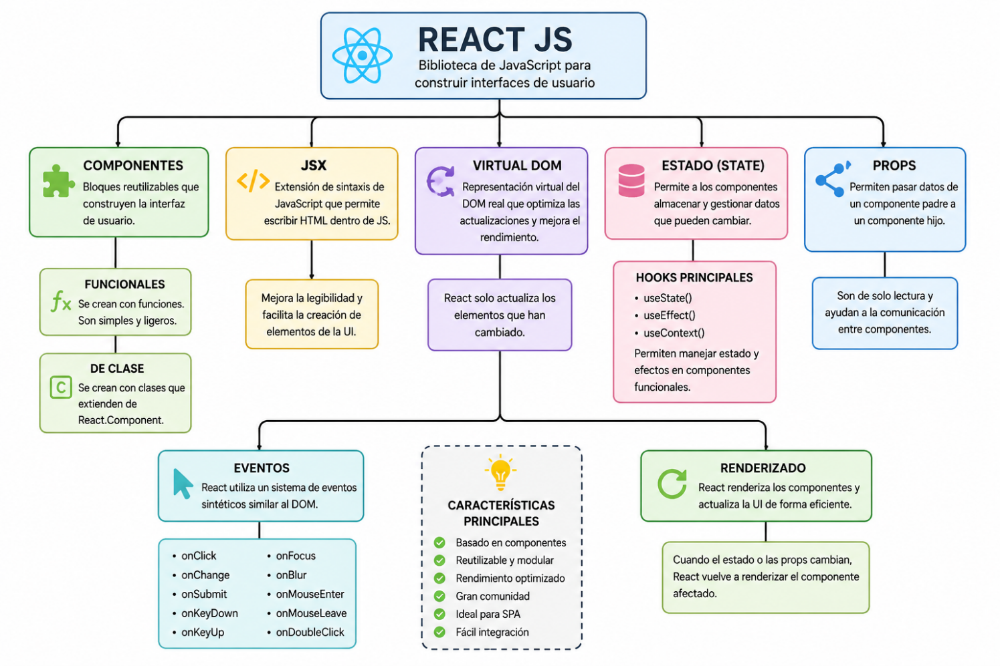 REACT JS
Biblioteca de JavaScript para
construir interfaces de usuario
COMPONENTES
Bloques reutilizables que
construyen la interfaz
de usuario.
FUNCIONALES
fx
Se crean con funciones.
Son simples y ligeros.
DE CLASE
C
Se crean con clases que
extienden de
React.Component.
JSX
</>
Extensión de sintaxis de
JavaScript que permite
escribir HTML dentro de JS.
Mejora la legibilidad y
facilita la creación de
elementos de la UI.
VIRTUAL DOM
Representación virtual del
DOM real que optimiza las
actualizaciones y mejora el
rendimiento.
React solo actualiza los
elementos que han
cambiado.
ESTADO (STATE)
Permite a los componentes
almacenar y gestionar datos
que pueden cambiar.
HOOKS PRINCIPALES
• useState()
• useEffect()
• useContext()
Permiten manejar estado y
efectos en componentes
funcionales.
PROPS
Permiten pasar datos de
un componente padre a
un componente hijo.
Son de solo lectura y
ayudan a la comunicación
entre componentes.
EVENTOS
React utiliza un sistema de eventos
sintéticos similar al DOM.
• onClick
• onChange
• onSubmit
• onKeyDown
• onKeyUp
• onFocus
• onBlur
• onMouseEnter
• onMouseLeave
• onDoubleClick
CARACTERÍSTICAS
PRINCIPALES
Basado en componentes
Reutilizable y modular
Rendimiento optimizado
Gran comunidad
Ideal para SPA
Fácil integración
RENDERIZADO
React renderiza los componentes y
actualiza la UI de forma eficiente.
Cuando el estado o las props cambian,
React vuelve a renderizar el componente
afectado.